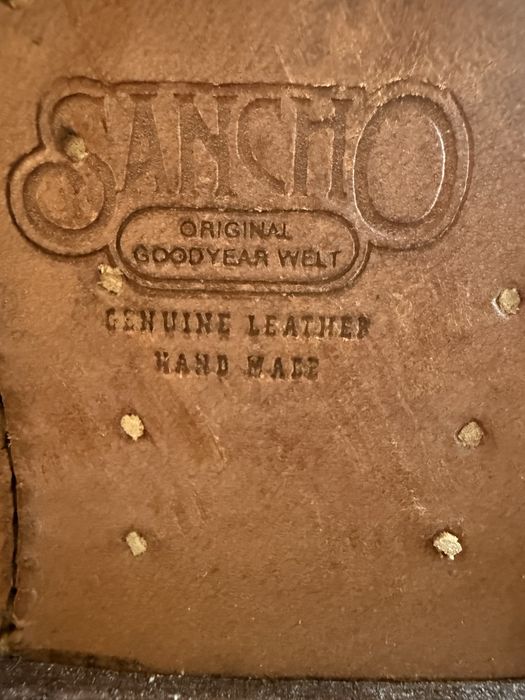 SANCHO
ORIGINAL
GOODYEAR WELT
GENUINE LEATHER
HAND MADE